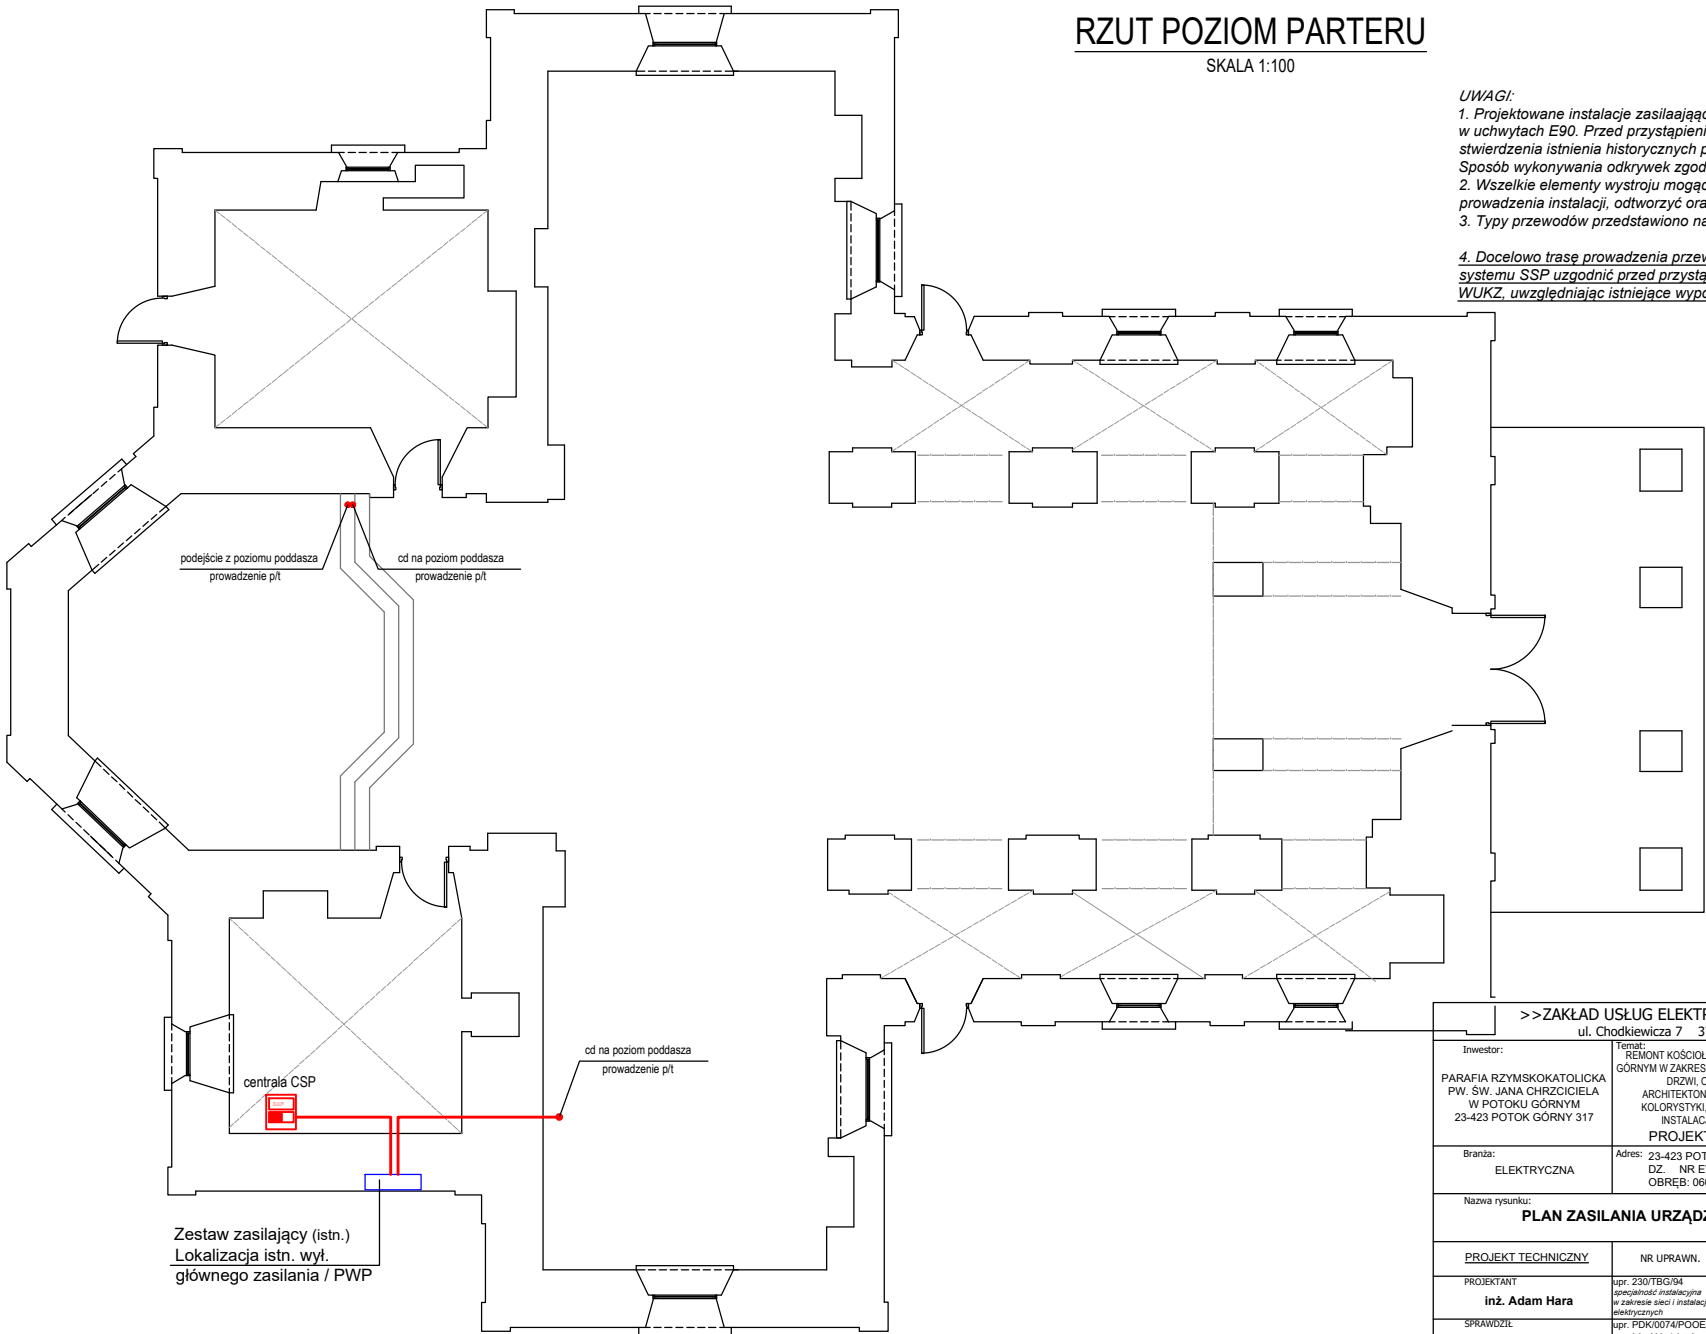 RZUT POZIOM PARTERU
SKALA 1:100
UWAGI:
1. Projektowane instalacje zasilaając
w uchwytach E90. Przed przystąpieni
stwierdzenia istnienia historycznych p
Sposób wykonywania odkrywek zgod
2. Wszelkie elementy wystroju mogąc
prowadzenia instalacji, odtworzyć ora
3. Typy przewodów przedstawiono na
4. Docelowo trasę prowadzenia przew
systemu SSP uzgodnić przed przystą
WUKZ, uwzględniając istniejące wypo
podejście z poziomu poddasza
prowadzenie p/t
cd na poziom poddasza
prowadzenie p/t
cd na poziom poddasza
prowadzenie p/t
centrala CSP
Zestaw zasilający (istn.)
Lokalizacja istn. wył.
głównego zasilania / PWP
>>ZAKŁAD USŁUG ELEKTR
ul. Chodkiewicza 7 3
Inwestor:
PARAFIA RZYMSKOKATOLICKA
PW. ŚW. JANA CHRZCICIELA
W POTOKU GÓRNYM
23-423 POTOK GÓRNY 317
Temat:
REMONT KOŚCIOŁ
GÓRNYM W ZAKRES
DRZWI, O
ARCHITEKTON
KOLORYSTYKI,
INSTALAC
PROJEKT
Branża:
ELEKTRYCZNA
Adres: 23-423 POT
DZ. NR E
OBRĘB: 06
Nazwa rysunku:
PLAN ZASILANIA URZĄDZ
PROJEKT TECHNICZNY
NR UPRAWN.
PROJEKTANT
inż. Adam Hara
upr. 230/TBG/94
specjalność instalacyjna
w zakresie sieci i instalacj
elektrycznych
SPRAWDZIŁ
upr. PDK/0074/POOE